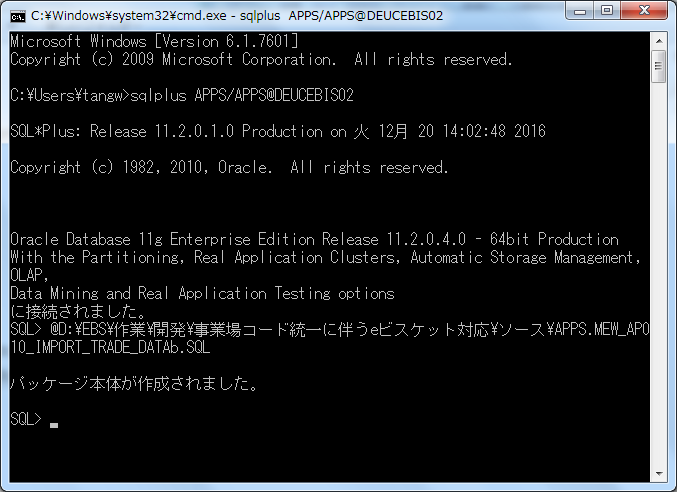 C:¥Windows¥system32¥cmd.exe - sqlplus  APPS/APPS@DEUCEBIS02
Microsoft Windows [Version 6.1.7601]
Copyright (c) 2009 Microsoft Corporation.  All rights reserved.
C:¥Users¥tangw>sqlplus APPS/APPS@DEUCEBIS02
SQL*Plus: Release 11.2.0.1.0 Production on 火 12月 20 14:02:48 2016
Copyright (c) 1982, 2010, Oracle.  All rights reserved.
Oracle Database 11g Enterprise Edition Release 11.2.0.4.0 - 64bit Production
With the Partitioning, Real Application Clusters, Automatic Storage Management,
OLAP,
Data Mining and Real Application Testing options
に接続されました。
SQL> @D:¥EBS¥作業¥開発¥事業場コード統一に伴うeビスケット対応¥ソース¥APPS.MEW_APO
10_IMPORT_TRADE_DATAb.SQL
パッケージ本体が作成されました。
SQL>